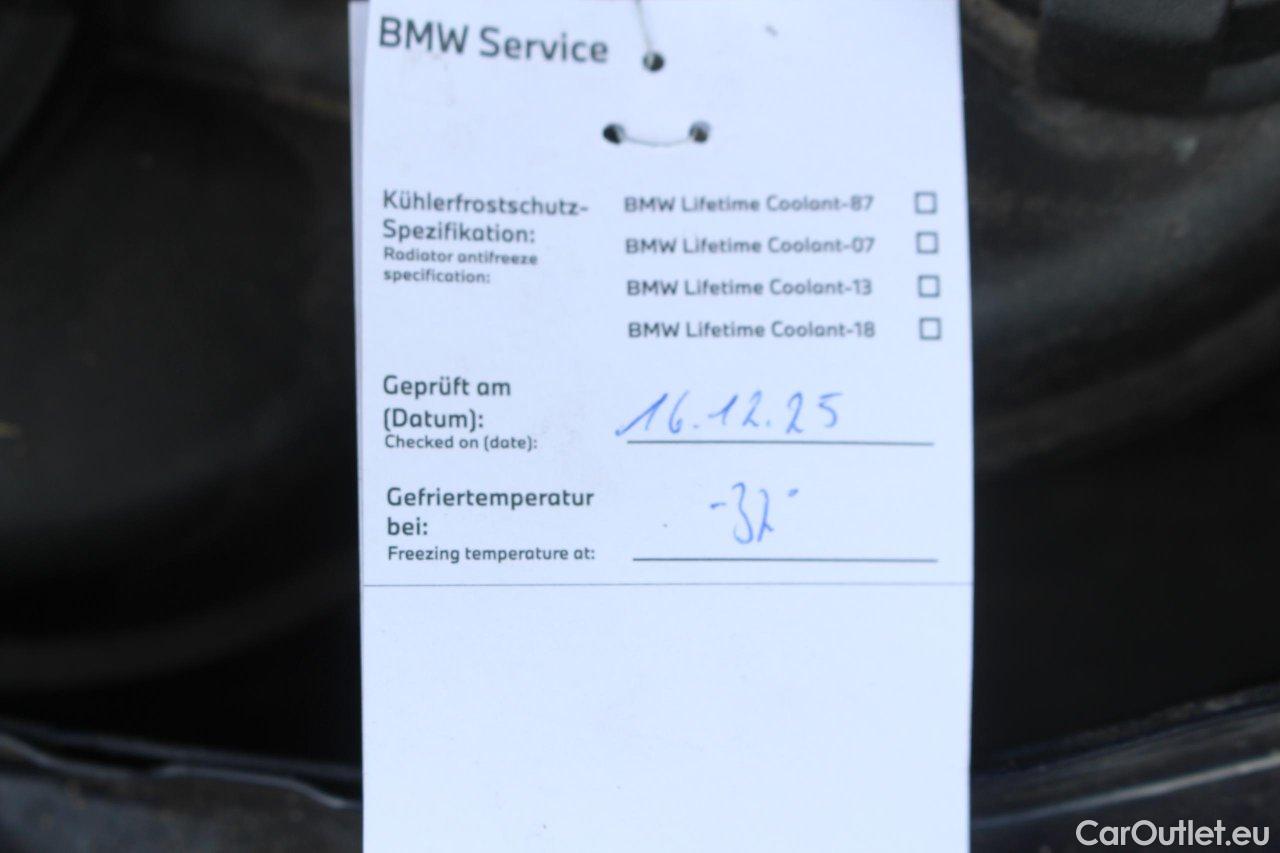 BMW Service
Kühlerfrostschutz-
Spezifikation:
Radiator antifreeze
specification:
BMW Lifetime Coolant-87 ☐
BMW Lifetime Coolant-07 ☐
BMW Lifetime Coolant-13 ☐
BMW Lifetime Coolant-18 ☐
Geprüft am
(Datum):
Checked on (date):
16.12.25
Gefriertemperatur
bei:
Freezing temperature at:
-32°
CarOutlet.eu